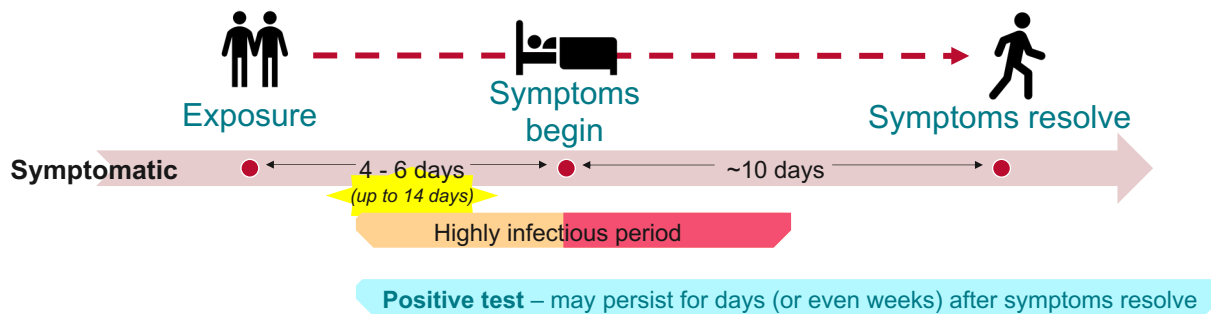 Exposure
Symptoms
begin
Symptoms resolve
Symptomatic
4 - 6 days
~10 days
(up to 14 days)
Highly infectious period
Positive test – may persist for days (or even weeks) after symptoms resolve